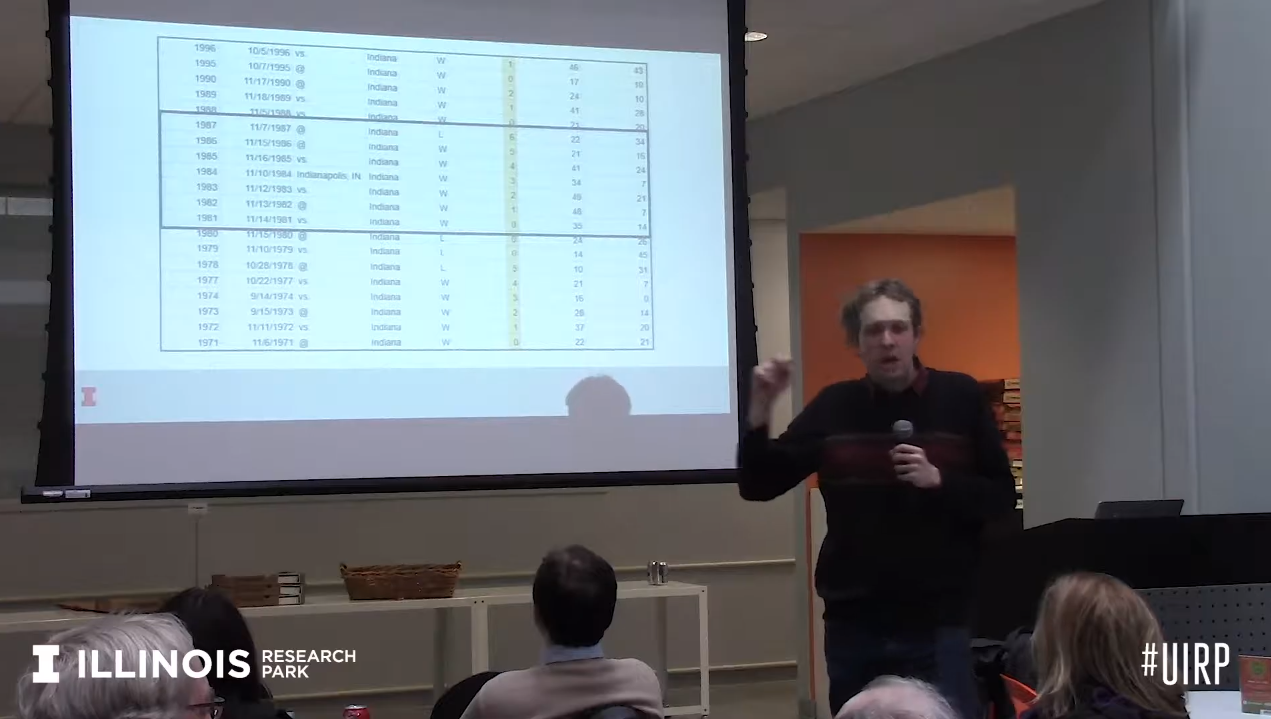 1996 10/5/1996 vs. Indiana W 1 46 43
1995 10/7/1995 @ Indiana W 0 17 10
1990 11/17/1990 @ Indiana W 2 24 10
1989 11/18/1989 vs. Indiana W 1 41 28
1988 11/5/1988 vs. Indiana W 0 21 20
1987 11/7/1987 @ Indiana L 6 22 34
1986 11/15/1986 @ Indiana W 5 21 16
1985 11/16/1985 vs. Indiana W 4 41 24
1984 11/10/1984 Indianapolis, IN Indiana W 3 34 7
1983 11/12/1983 vs. Indiana W 2 49 21
1982 11/13/1982 @ Indiana W 1 48 7
1981 11/14/1981 vs. Indiana W 0 35 14
1980 11/15/1980 @ Indiana L 0 24 26
1979 11/10/1979 vs. Indiana L 0 14 45
1978 10/28/1978 @ Indiana L 5 10 31
1977 10/22/1977 vs. Indiana W 4 21 7
1974 9/14/1974 vs. Indiana W 3 16 0
1973 9/15/1973 @ Indiana W 2 28 14
1972 11/11/1972 vs. Indiana W 1 37 20
1971 11/6/1971 @ Indiana W 0 22 21
I
I ILLINOIS RESEARCH PARK
#UIRP